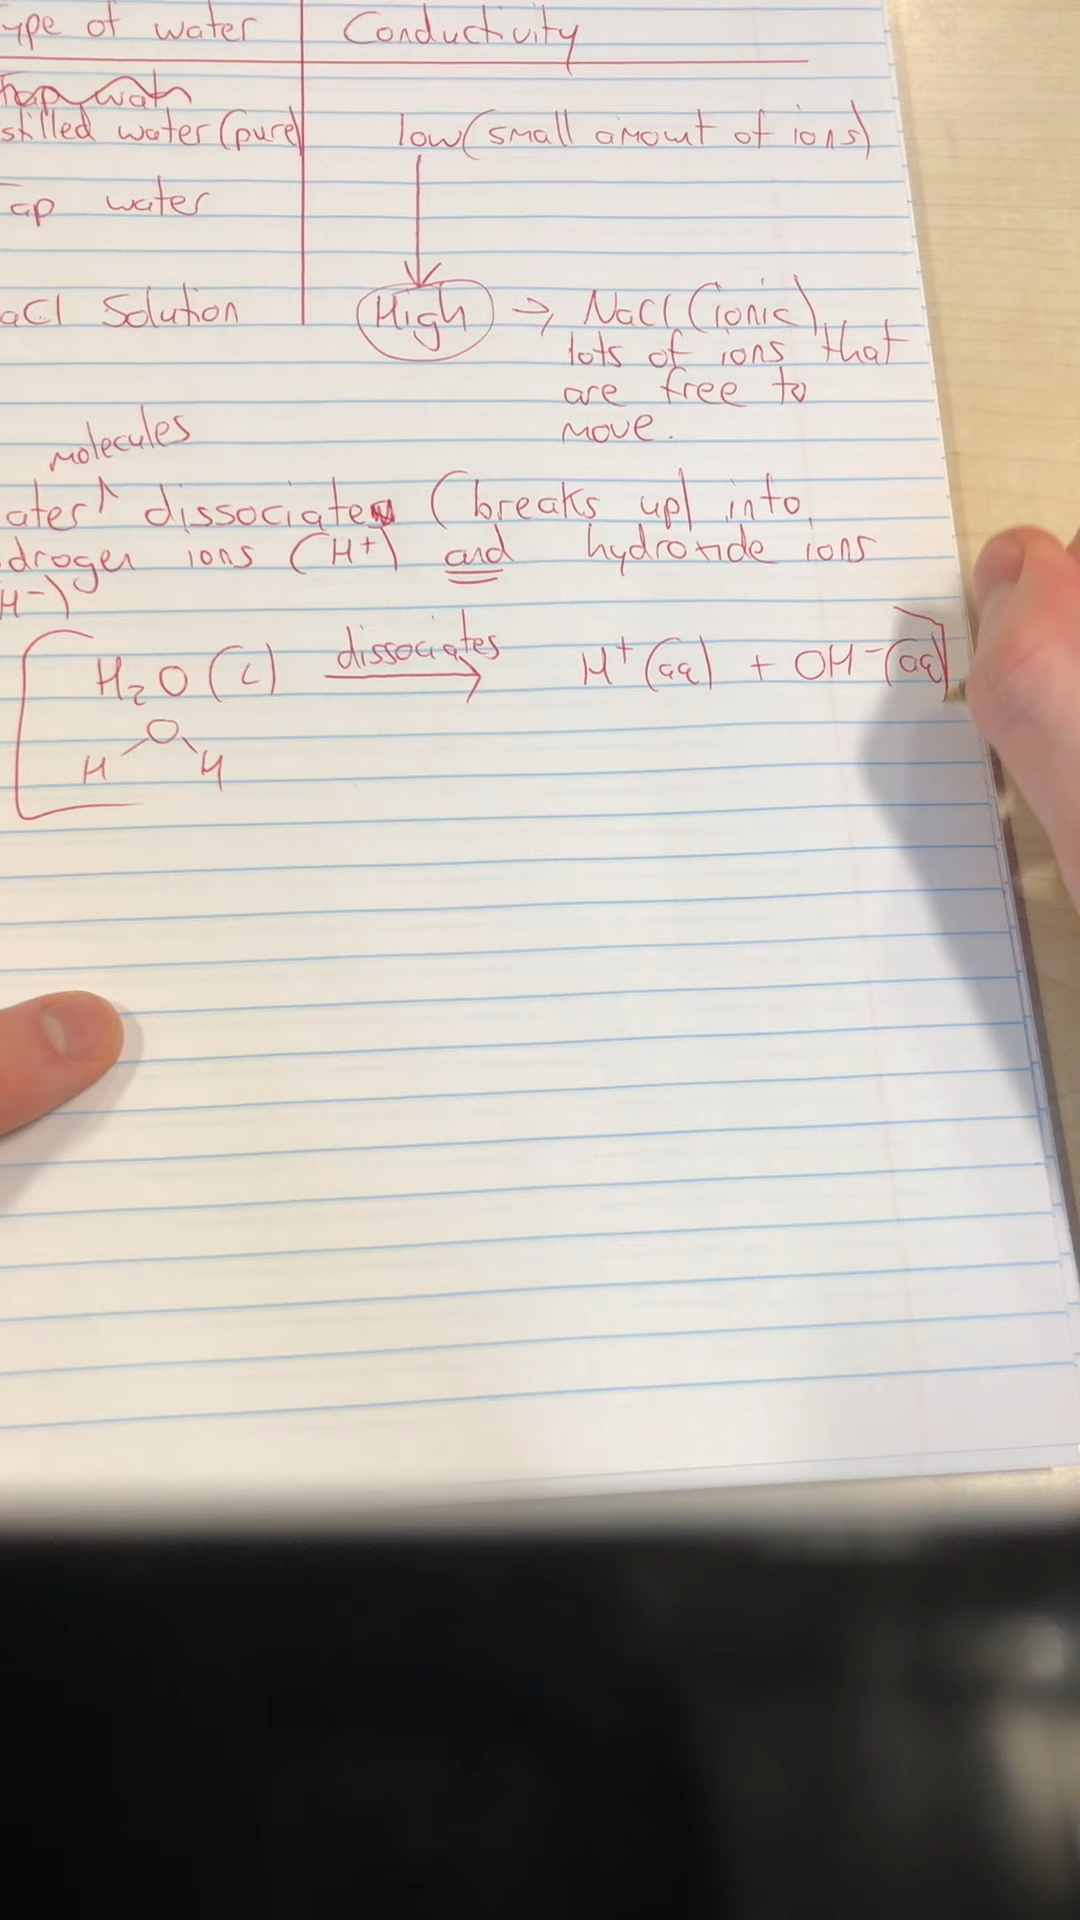 ype of water Conductivity
stilled water (pure) low (small amount of ions)
ap water
aCl Solution High → NaCl (ionic),
lots of ions that
are free to
move.
molecules
ater^ dissociates (breaks up) into
drogen ions (H+) and hydroxide ions
H-)
H2O (L) dissociates → H+ (aq) + OH- (aq)
O
H H